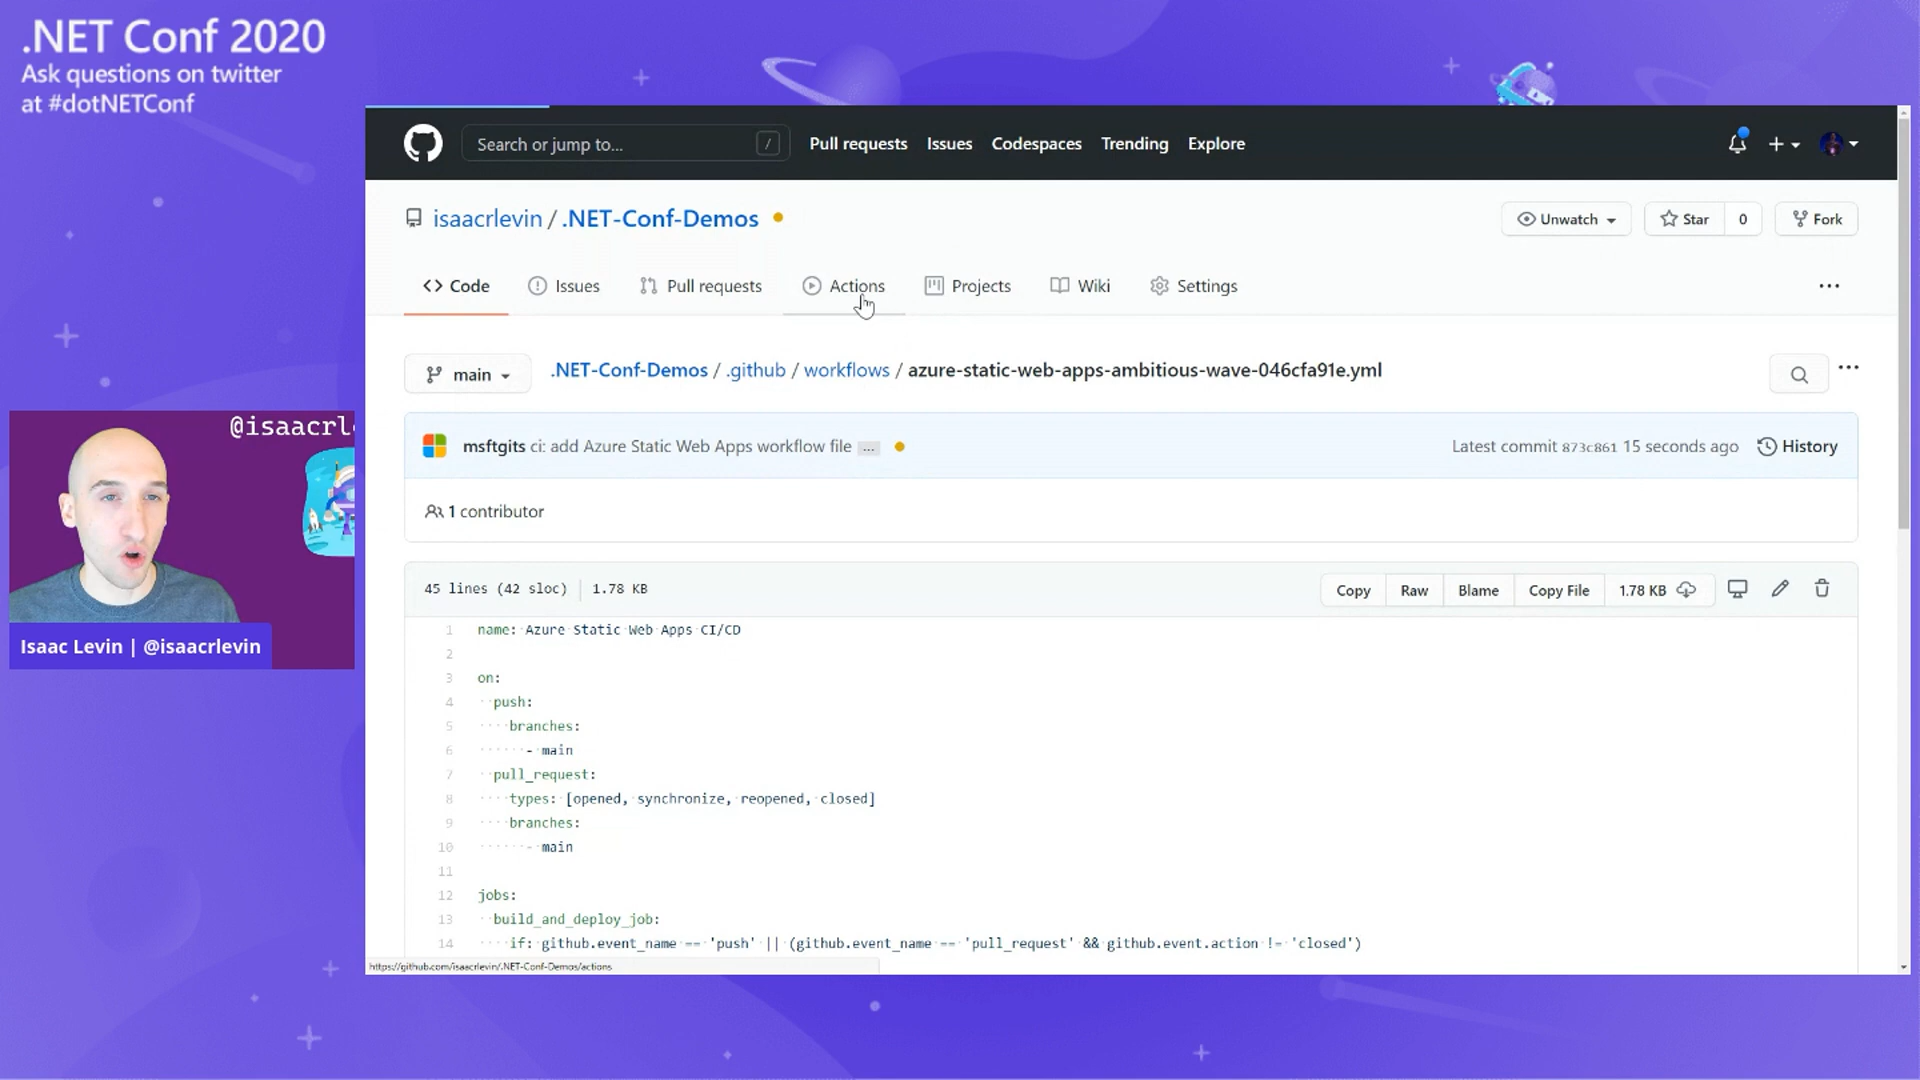 .NET Conf 2020
Ask questions on twitter
at #dotNETConf
Search or jump to...
/
Pull requests
Issues
Codespaces
Trending
Explore
isaacrlevin / .NET-Conf-Demos
Unwatch
Star
0
Fork
Code
Issues
Pull requests
Actions
Projects
Wiki
Settings
main
.NET-Conf-Demos / .github / workflows / azure-static-web-apps-ambitious-wave-046cfa91e.yml
msftgits ci: add Azure Static Web Apps workflow file ...
Latest commit 873c861 15 seconds ago
History
1 contributor
45 lines (42 sloc)
1.78 KB
Copy
Raw
Blame
Copy File
1.78 KB
1 name: Azure Static Web Apps CI/CD
2
3 on:
4 push:
5 branches:
6 - main
7 pull_request:
8 types: [opened, synchronize, reopened, closed]
9 branches:
10 - main
11
12 jobs:
13 build_and_deploy_job:
14 if: github.event_name == 'push' || (github.event_name == 'pull_request' && github.event.action != 'closed')
https://github.com/isaacrlevin/.NET-Conf-Demos/actions
@isaacrl
Isaac Levin | @isaacrlevin